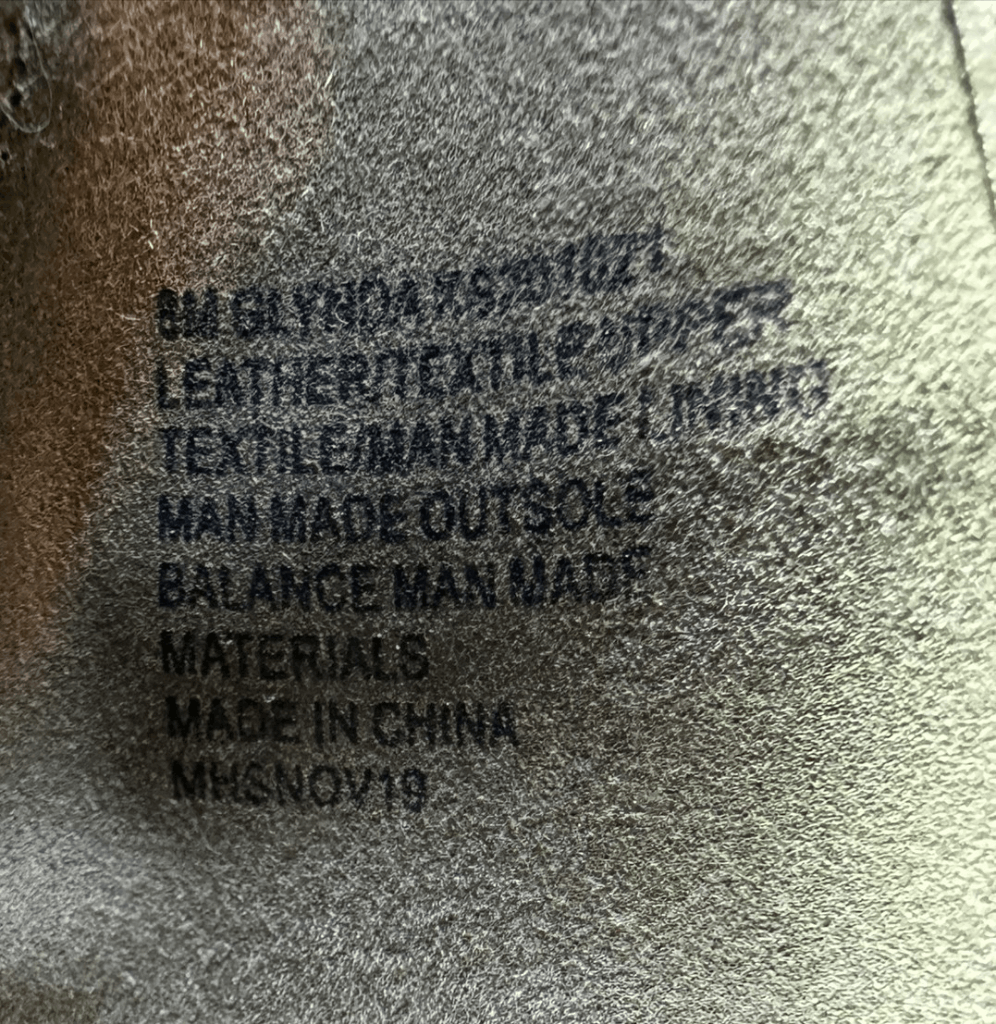 GLYNDA
LEATHER/TEXTILE UPPER
TEXTILE/MAN MADE LINING
MAN MADE OUTSOLE
BALANCE MAN MADE
MATERIALS
MADE IN CHINA
MHSNOV19